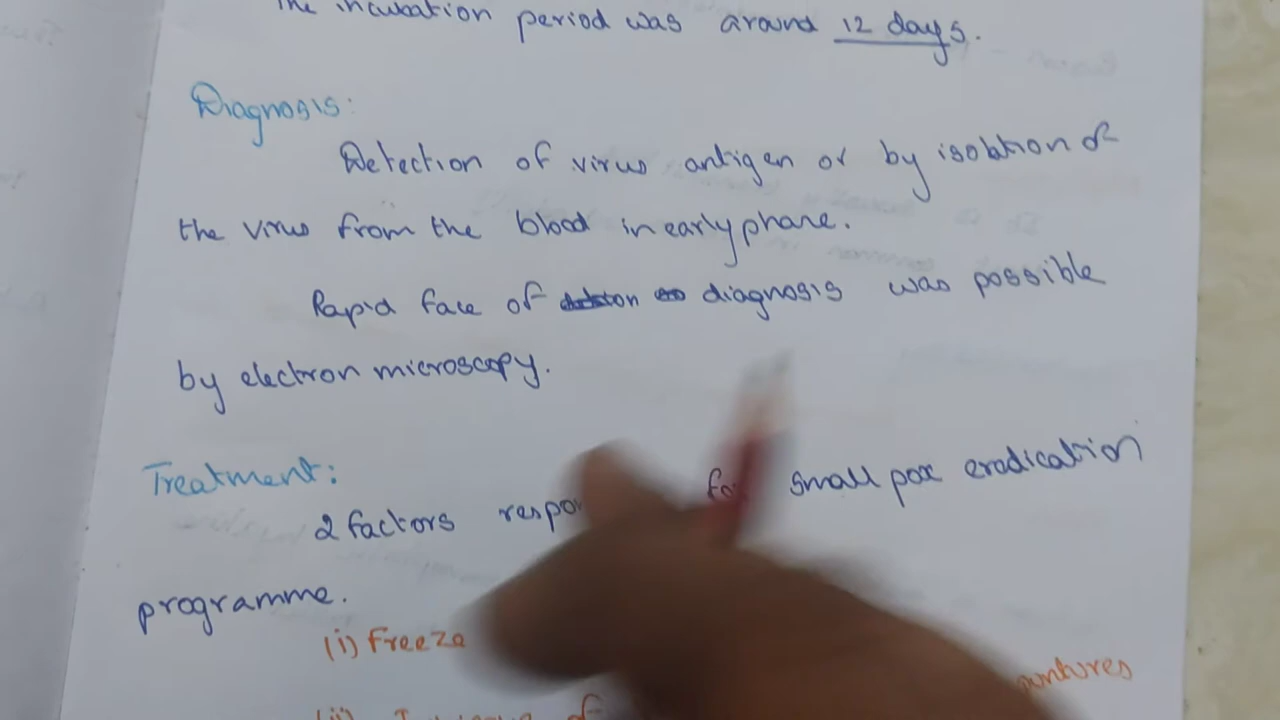 The incubation period was around 12 days.
Diagnosis:
Detection of virus antigen or by isolation of
the virus from the blood in early phase.
Rapid face of diagnosis was possible
by electron microscopy.
Treatment:
2 factors for small pox eradication
programme.
(i) Freeze
(ii) of